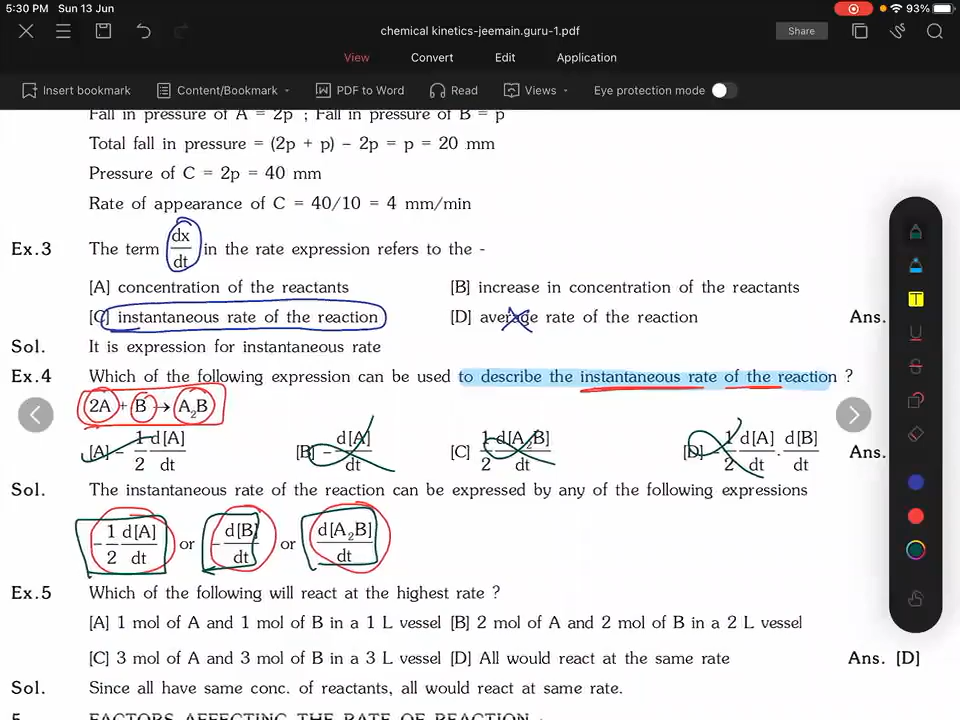 5:30 PM Sun 13 Jun 93%
chemical kinetics-jeemain.guru-1.pdf Share
View Convert Edit Application
Insert bookmark Content/Bookmark PDF to Word Read Views Eye protection mode
Fall in pressure of A = 2p ; Fall in pressure of B = p
Total fall in pressure = (2p + p) – 2p = p = 20 mm
Pressure of C = 2p = 40 mm
Rate of appearance of C = 40/10 = 4 mm/min
Ex.3 The term dx/dt in the rate expression refers to the -
[A] concentration of the reactants [B] increase in concentration of the reactants
[C] instantaneous rate of the reaction [D] average rate of the reaction Ans.
Sol. It is expression for instantaneous rate
Ex.4 Which of the following expression can be used to describe the instantaneous rate of the reaction ?
2A + B → A₂B
[A] – 1/2 d[A]/dt [B] – d[A]/dt [C] 1/2 d[A₂B]/dt [D] – 1/2 d[A]/dt . d[B]/dt Ans.
Sol. The instantaneous rate of the reaction can be expressed by any of the following expressions
– 1/2 d[A]/dt or – d[B]/dt or d[A₂B]/dt
Ex.5 Which of the following will react at the highest rate ?
[A] 1 mol of A and 1 mol of B in a 1 L vessel [B] 2 mol of A and 2 mol of B in a 2 L vessel
[C] 3 mol of A and 3 mol of B in a 3 L vessel [D] All would react at the same rate Ans. [D]
Sol. Since all have same conc. of reactants, all would react at same rate.
5. FACTORS AFFECTING THE RATE OF REACTION :